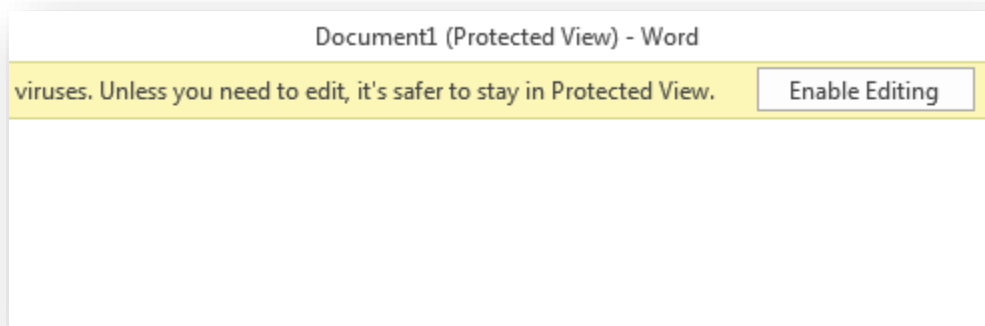 Document1 (Protected View) - Word
viruses. Unless you need to edit, it's safer to stay in Protected View.
Enable Editing